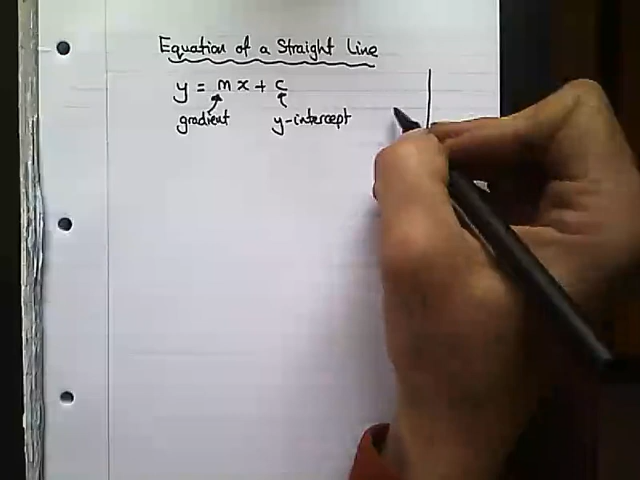 Equation of a Straight Line
y = mx + c
gradient y-intercept